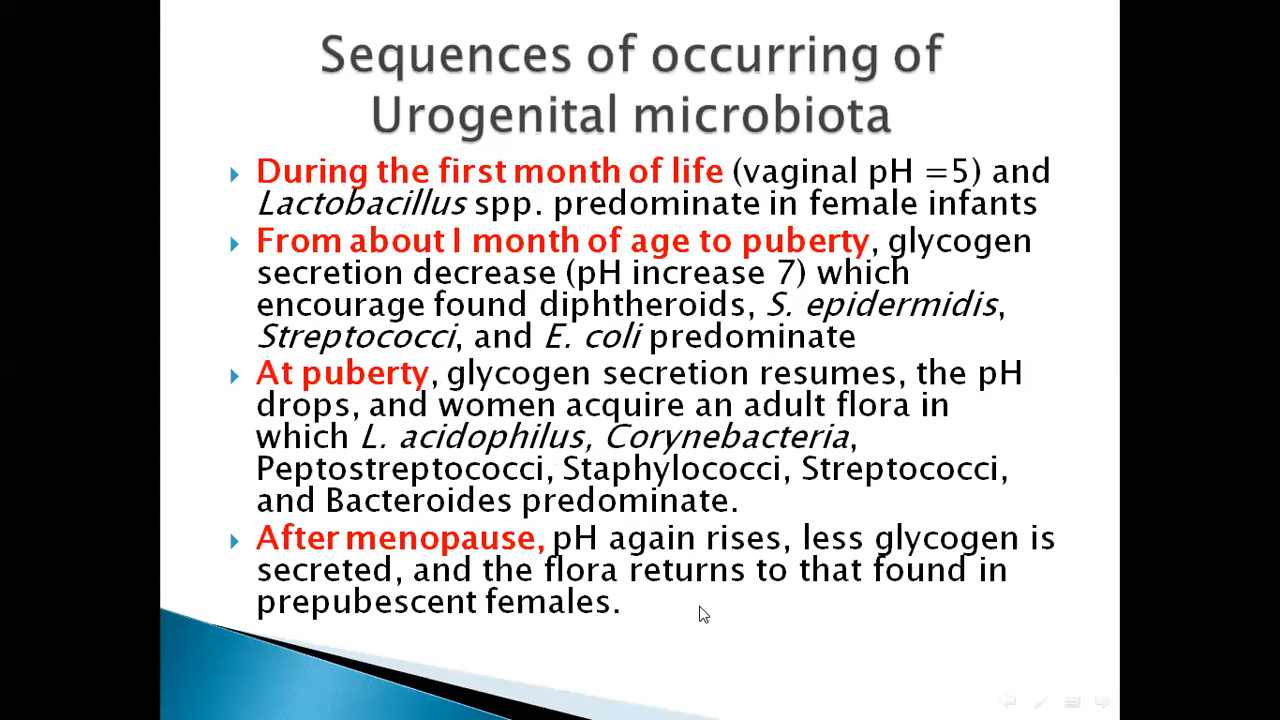 Sequences of occurring of
Urogenital microbiota
During the first month of life (vaginal pH =5) and
Lactobacillus spp. predominate in female infants
From about I month of age to puberty, glycogen
secretion decrease (pH increase 7) which
encourage found diphtheroids, S. epidermidis,
Streptococci, and E. coli predominate
At puberty, glycogen secretion resumes, the pH
drops, and women acquire an adult flora in
which L. acidophilus, Corynebacteria,
Peptostreptococci, Staphylococci, Streptococci,
and Bacteroides predominate.
After menopause, pH again rises, less glycogen is
secreted, and the flora returns to that found in
prepubescent females.